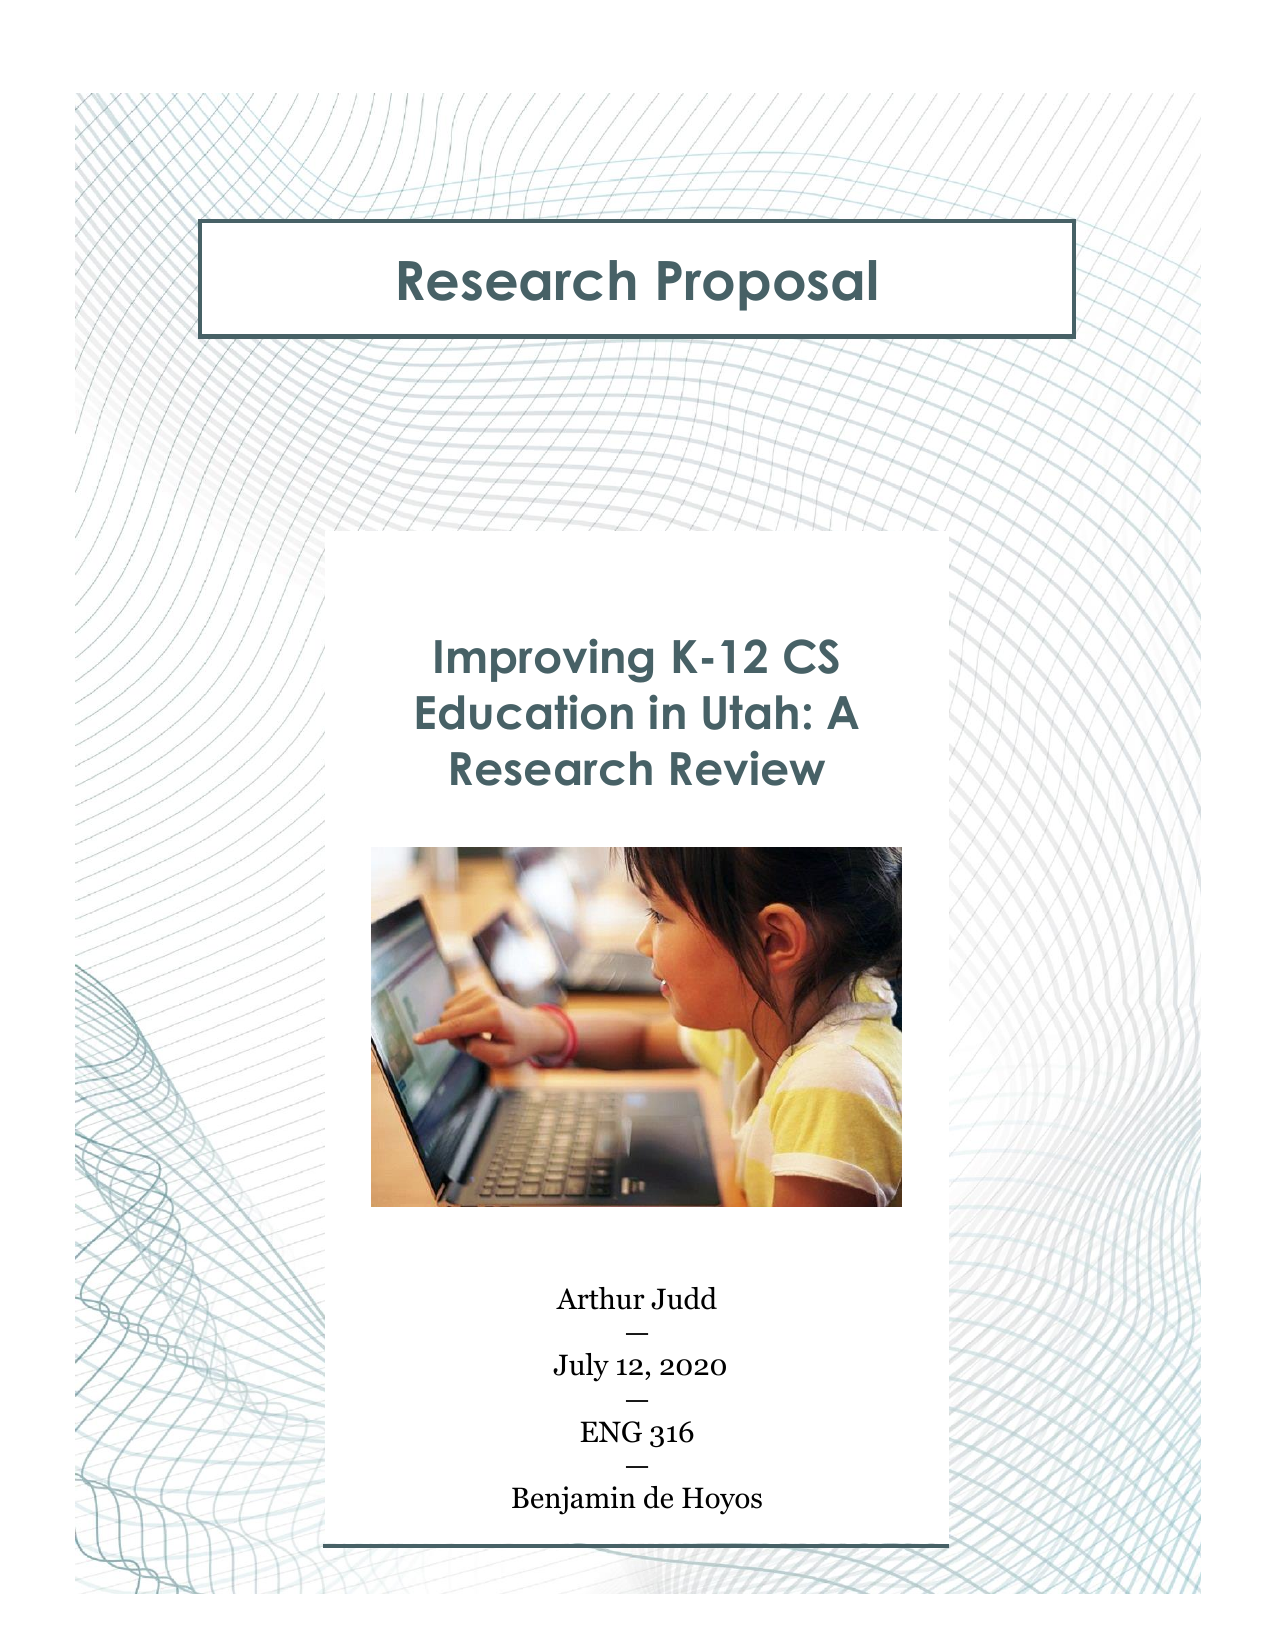 Research Proposal
Improving K-12 CS
Education in Utah: A
Research Review
Arthur Judd
—
July 12, 2020
—
ENG 316
—
Benjamin de Hoyos